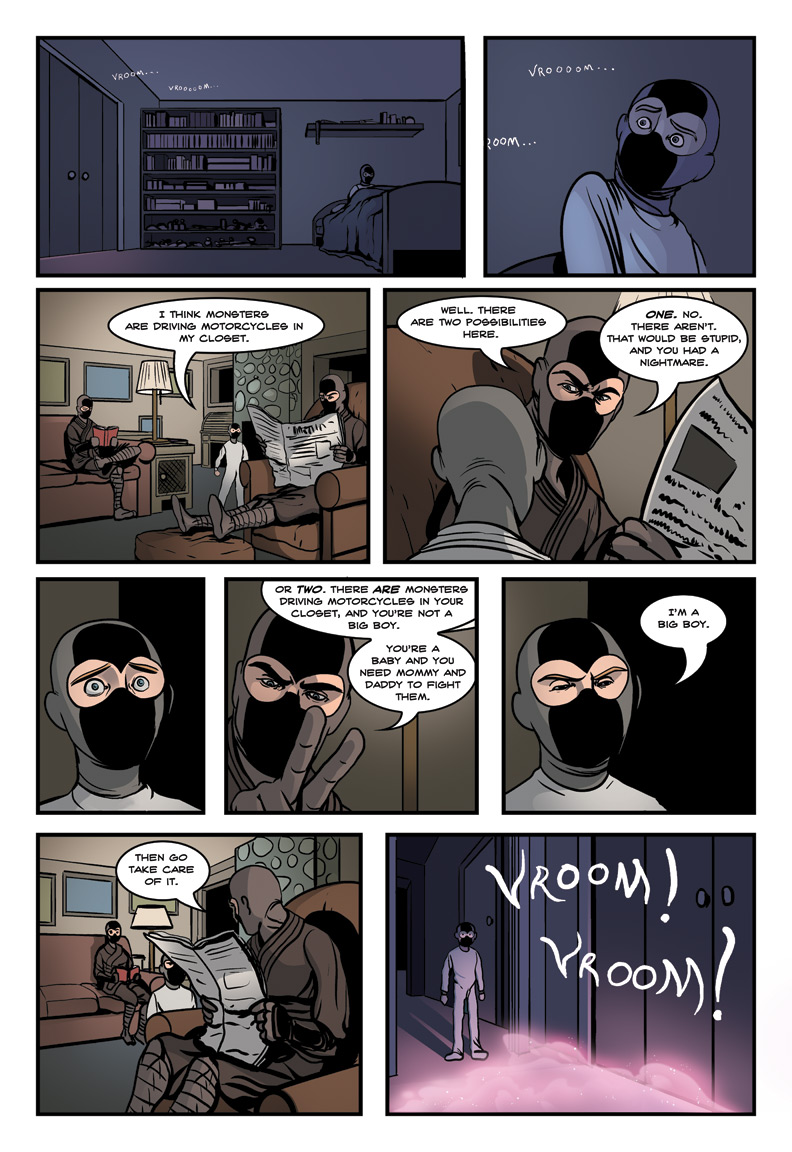 VROOM...
VROOOOOM...
VROOOOM...
ROOM...
I THINK MONSTERS
ARE DRIVING MOTORCYCLES IN
MY CLOSET.
WELL. THERE
ARE TWO POSSIBILITIES
HERE.
ONE. NO.
THERE AREN'T.
THAT WOULD BE STUPID,
AND YOU HAD A
NIGHTMARE.
OR TWO. THERE ARE MONSTERS
DRIVING MOTORCYCLES IN YOUR
CLOSET, AND YOU'RE NOT A
BIG BOY.
YOU'RE A
BABY AND YOU
NEED MOMMY AND
DADDY TO FIGHT
THEM.
I'M A
BIG BOY.
THEN GO
TAKE CARE
OF IT.
VROOM!
VROOM!